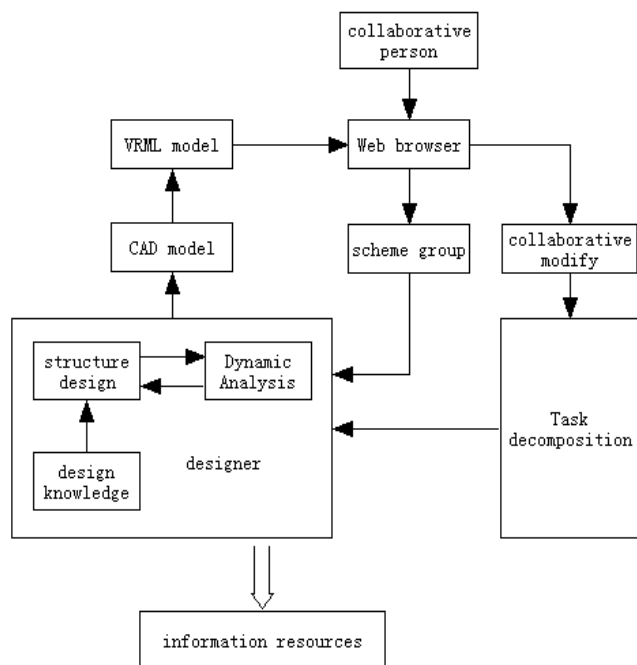 collaborative
person
VRML model
Web browser
CAD model
scheme group
collaborative
modify
structure
design
Dynamic
Analysis
design
knowledge
designer
Task
decomposition
information resources